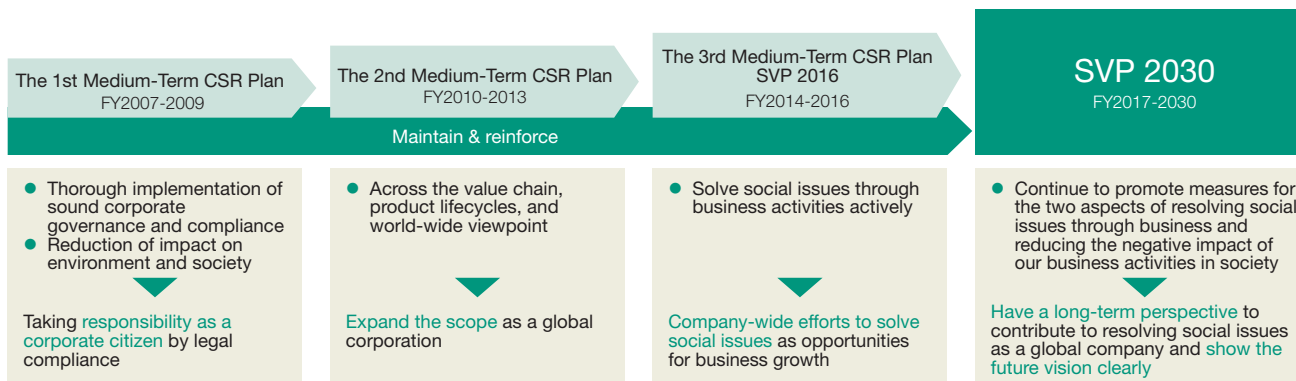 The 1st Medium-Term CSR Plan
FY2007-2009
The 2nd Medium-Term CSR Plan
FY2010-2013
The 3rd Medium-Term CSR Plan
SVP 2016
FY2014-2016
SVP 2030
FY2017-2030
Maintain & reinforce
● Thorough implementation of
sound corporate
governance and compliance
● Reduction of impact on
environment and society
Taking responsibility as a
corporate citizen by legal
compliance
● Across the value chain,
product lifecycles, and
world-wide viewpoint
Expand the scope as a global
corporation
● Solve social issues through
business activities actively
Company-wide efforts to solve
social issues as opportunities
for business growth
● Continue to promote measures for
the two aspects of resolving social
issues through business and
reducing the negative impact of
our business activities in society
Have a long-term perspective to
contribute to resolving social issues
as a global company and show the
future vision clearly